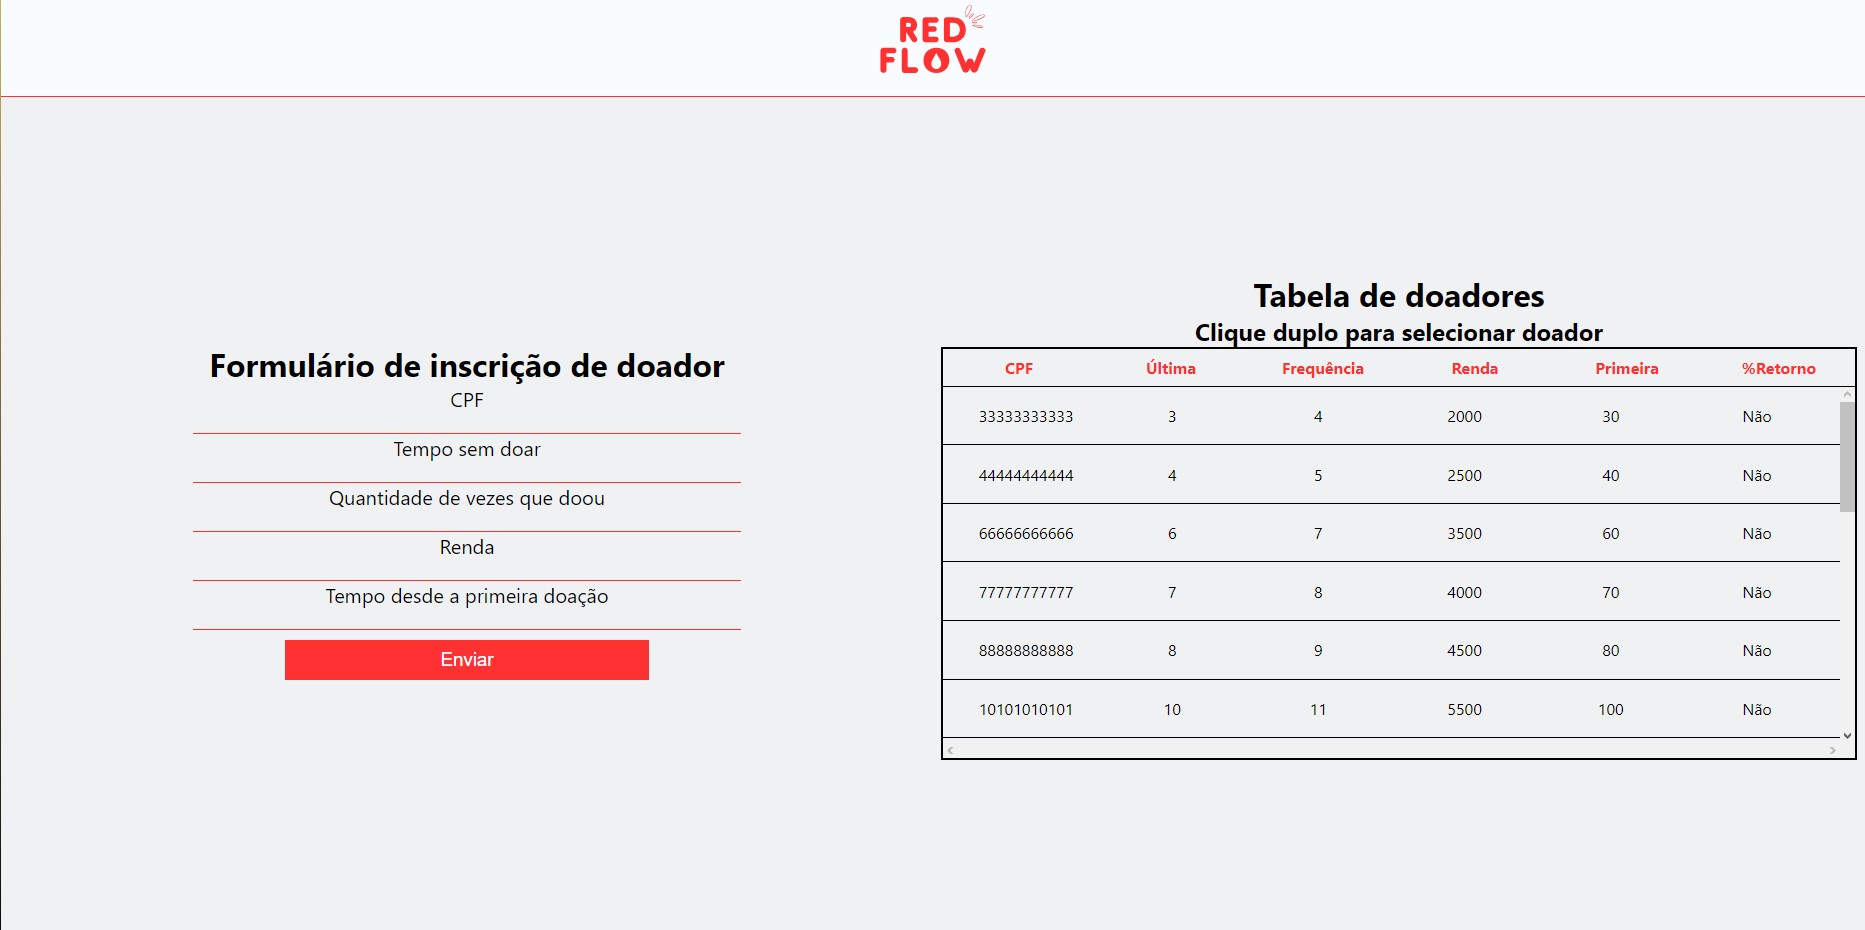 RED
FLOW
Formulário de inscrição de doador
CPF
Tempo sem doar
Quantidade de vezes que doou
Renda
Tempo desde a primeira doação
Enviar
Tabela de doadores
Clique duplo para selecionar doador
CPF Última Frequência Renda Primeira %Retorno
33333333333 3 4 2000 30 Não
44444444444 4 5 2500 40 Não
66666666666 6 7 3500 60 Não
77777777777 7 8 4000 70 Não
88888888888 8 9 4500 80 Não
10101010101 10 11 5500 100 Não